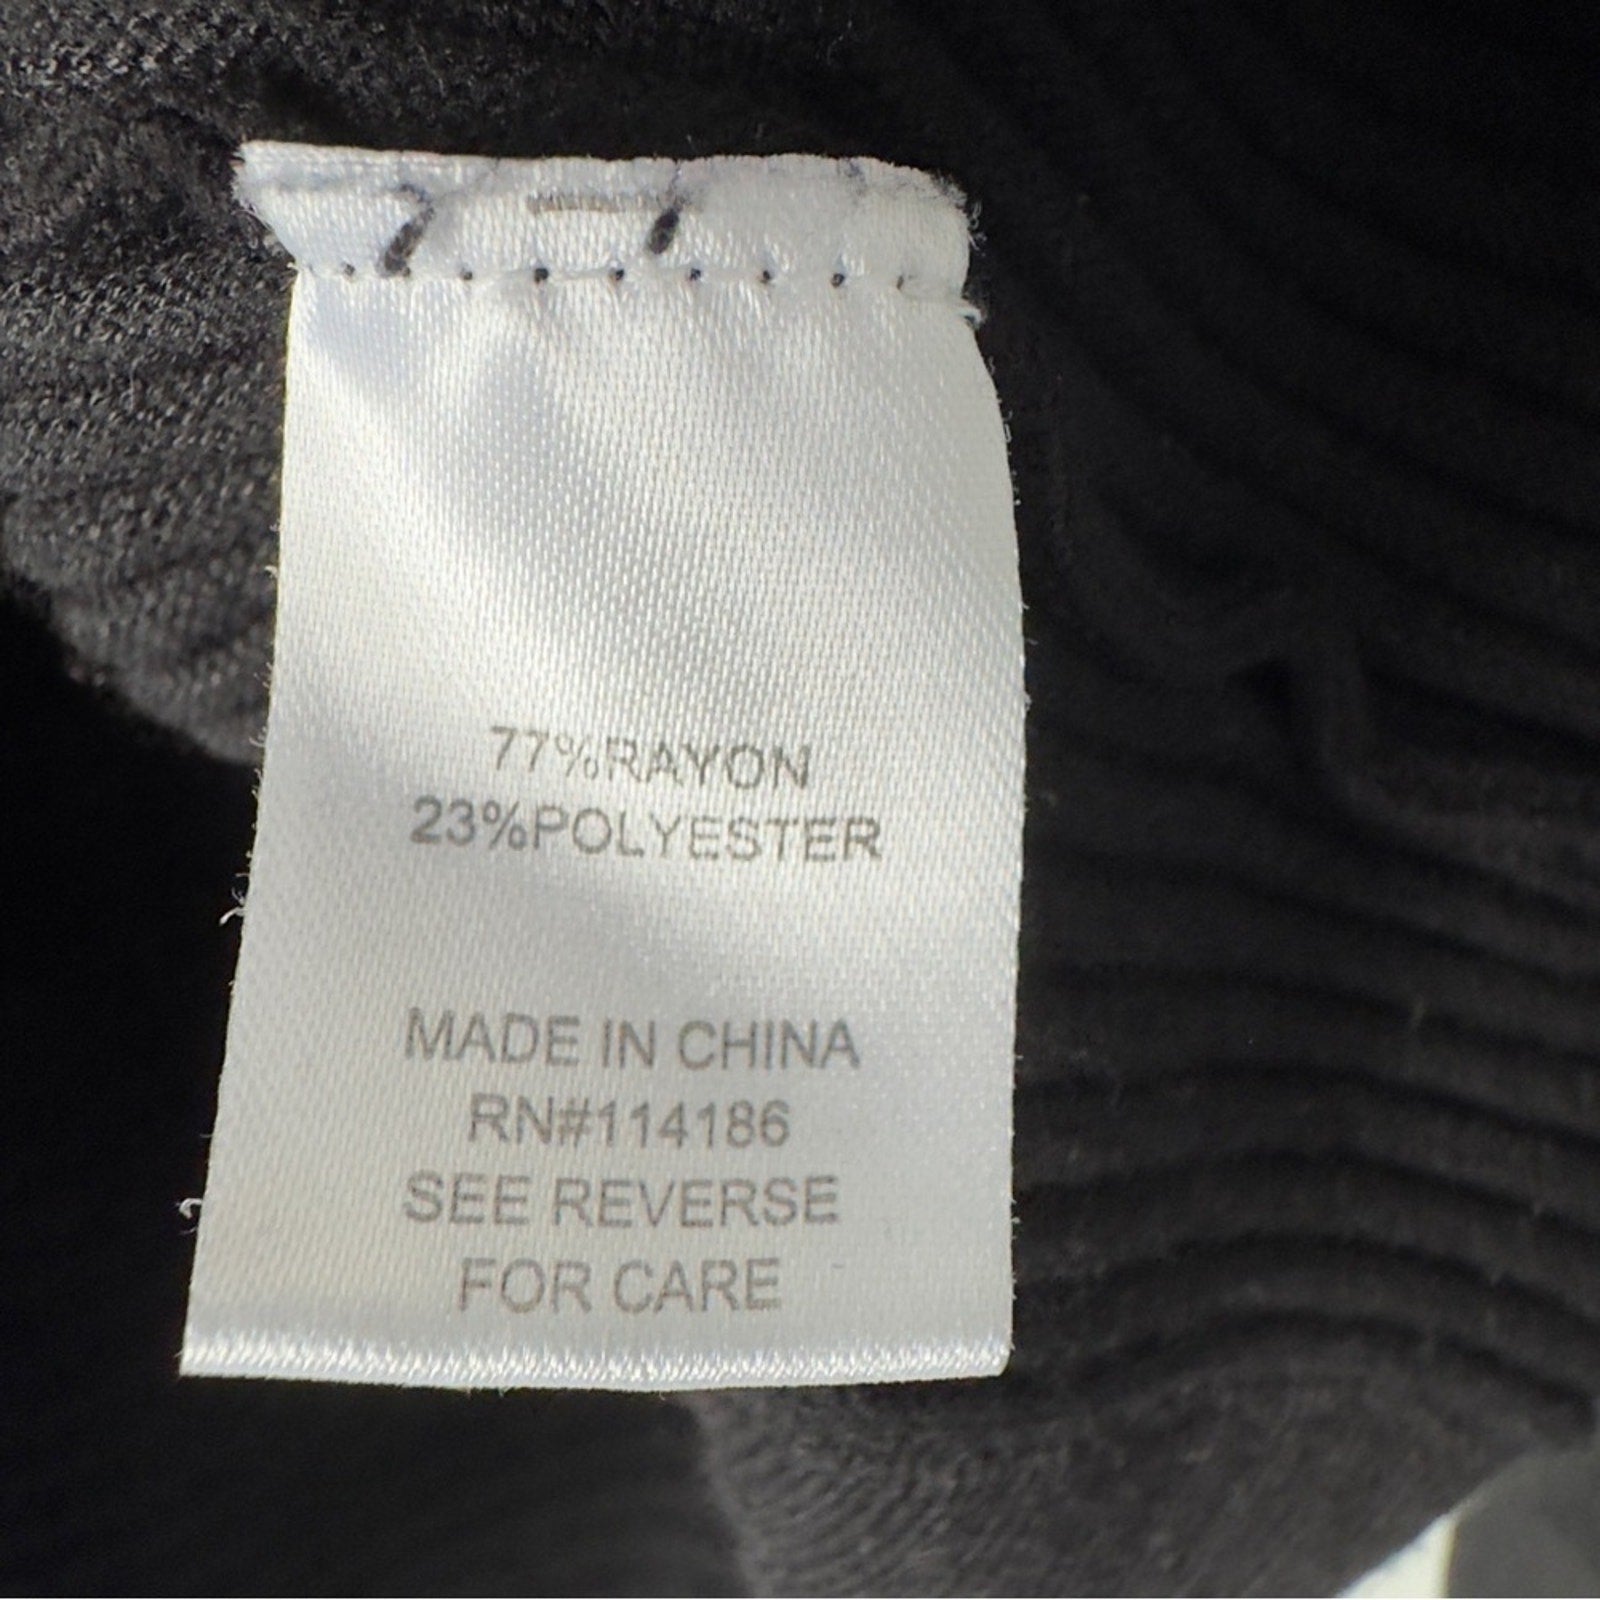 77%RAYON
23%POLYESTER
MADE IN CHINA
RN#114186
SEE REVERSE
FOR CARE